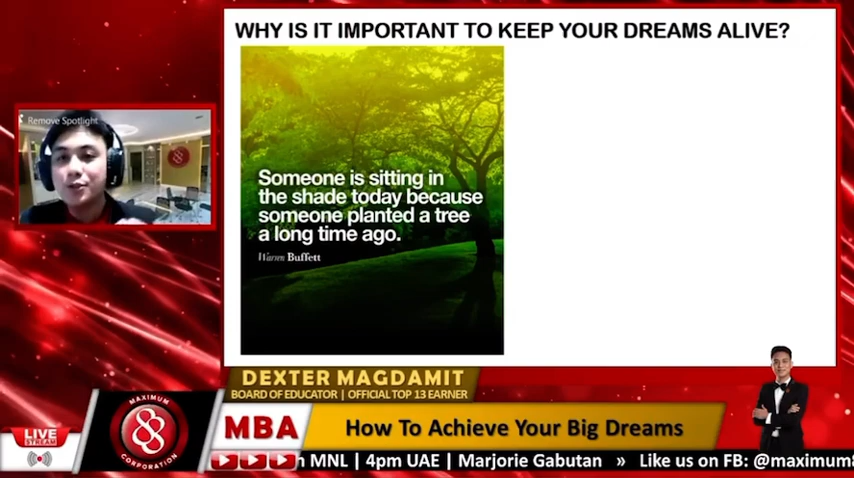 WHY IS IT IMPORTANT TO KEEP YOUR DREAMS ALIVE?
Remove Spotlight
88
Someone is sitting in
the shade today because
someone planted a tree
a long time ago.
Warren Buffett
DEXTER MAGDAMIT
BOARD OF EDUCATOR | OFFICIAL TOP 13 EARNER
MAXIMUM
88
CORPORATION
LIVE
STREAM
MBA
How To Achieve Your Big Dreams
MNL | 4pm UAE | Marjorie Gabutan » Like us on FB: @maximum8